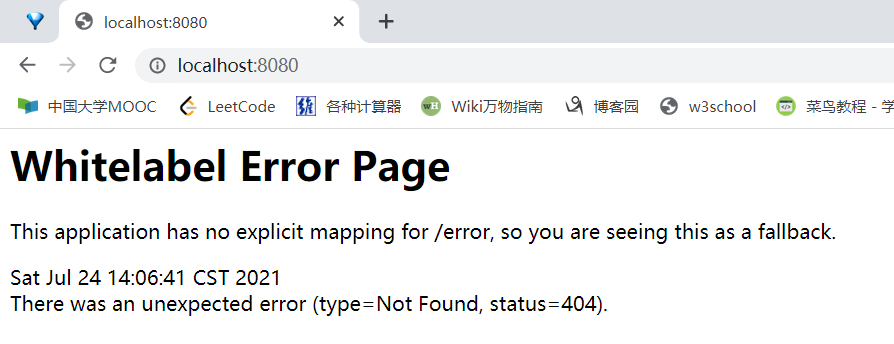 localhost:8080
localhost:8080
中国大学MOOC LeetCode 各种计算器 Wiki万物指南 博客园 w3school 菜鸟教程 - 学
Whitelabel Error Page
This application has no explicit mapping for /error, so you are seeing this as a fallback.
Sat Jul 24 14:06:41 CST 2021
There was an unexpected error (type=Not Found, status=404).